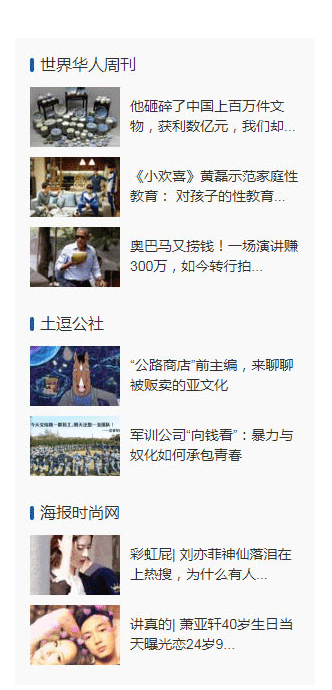 世界华人周刊
他砸碎了中国上百万件文
物，获利数亿元，我们却...
《小欢喜》黄磊示范家庭性
教育： 对孩子的性教育...
奥巴马又捞钱！一场演讲赚
300万，如今转行拍...
土逗公社
“公路商店”前主编，来聊聊
被贩卖的亚文化
军训公司“向钱看”：暴力与
奴化如何承包青春
海报时尚网
彩虹屁| 刘亦菲神仙落泪在
上热搜，为什么有人...
讲真的| 萧亚轩40岁生日当
天曝光恋24岁9...